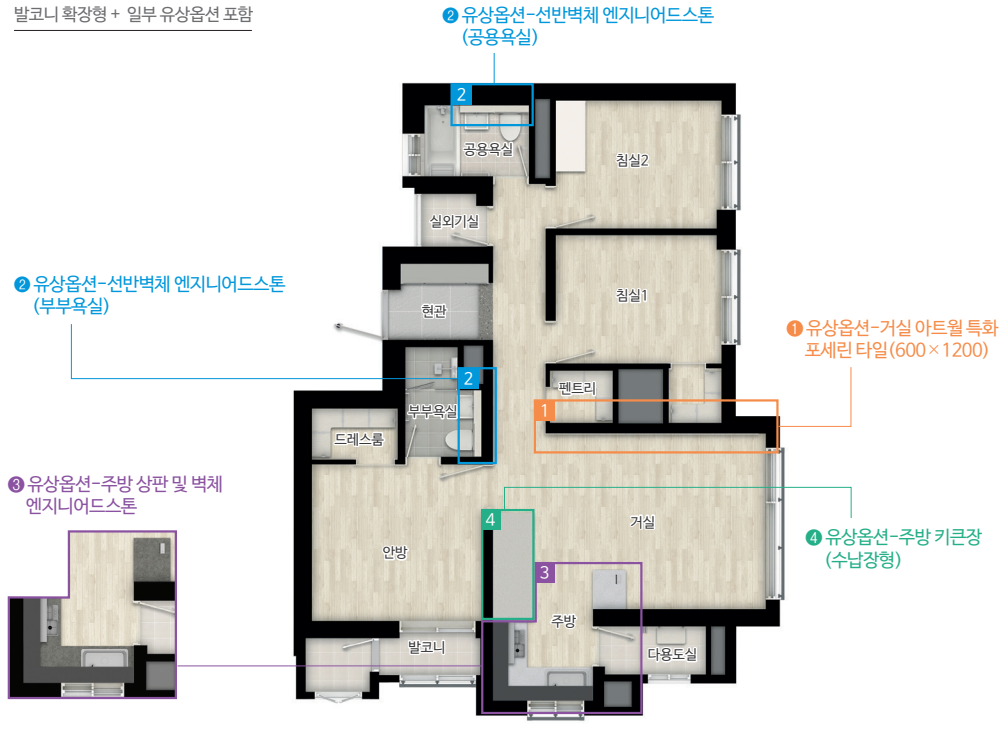 발코니 확장형 + 일부 유상옵션 포함
❷ 유상옵션-선반벽체 엔지니어드스톤
(공용욕실)
2
공용욕실
침실2
실외기실
❷ 유상옵션-선반벽체 엔지니어드스톤
(부부욕실)
침실1
현관
❶ 유상옵션-거실 아트월 특화
포세린 타일(600×1200)
2
펜트리
1
부부욕실
드레스룸
❸ 유상옵션-주방 상판 및 벽체
엔지니어드스톤
4
거실
❹ 유상옵션-주방 키큰장
(수납장형)
안방
3
주방
발코니
다용도실